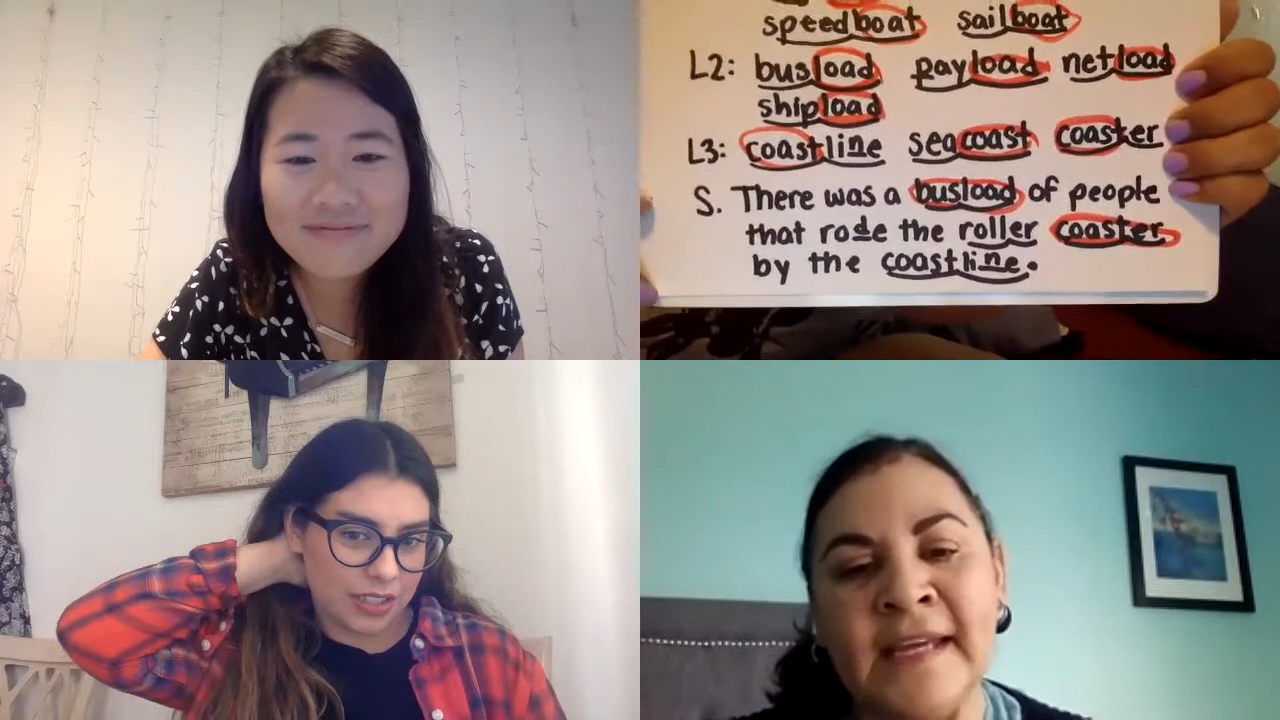 speedboat sailboat
L2: busload payload netload
shipload
L3: coastline seacoast coaster
S. There was a busload of people
that rode the roller coaster
by the coastline.